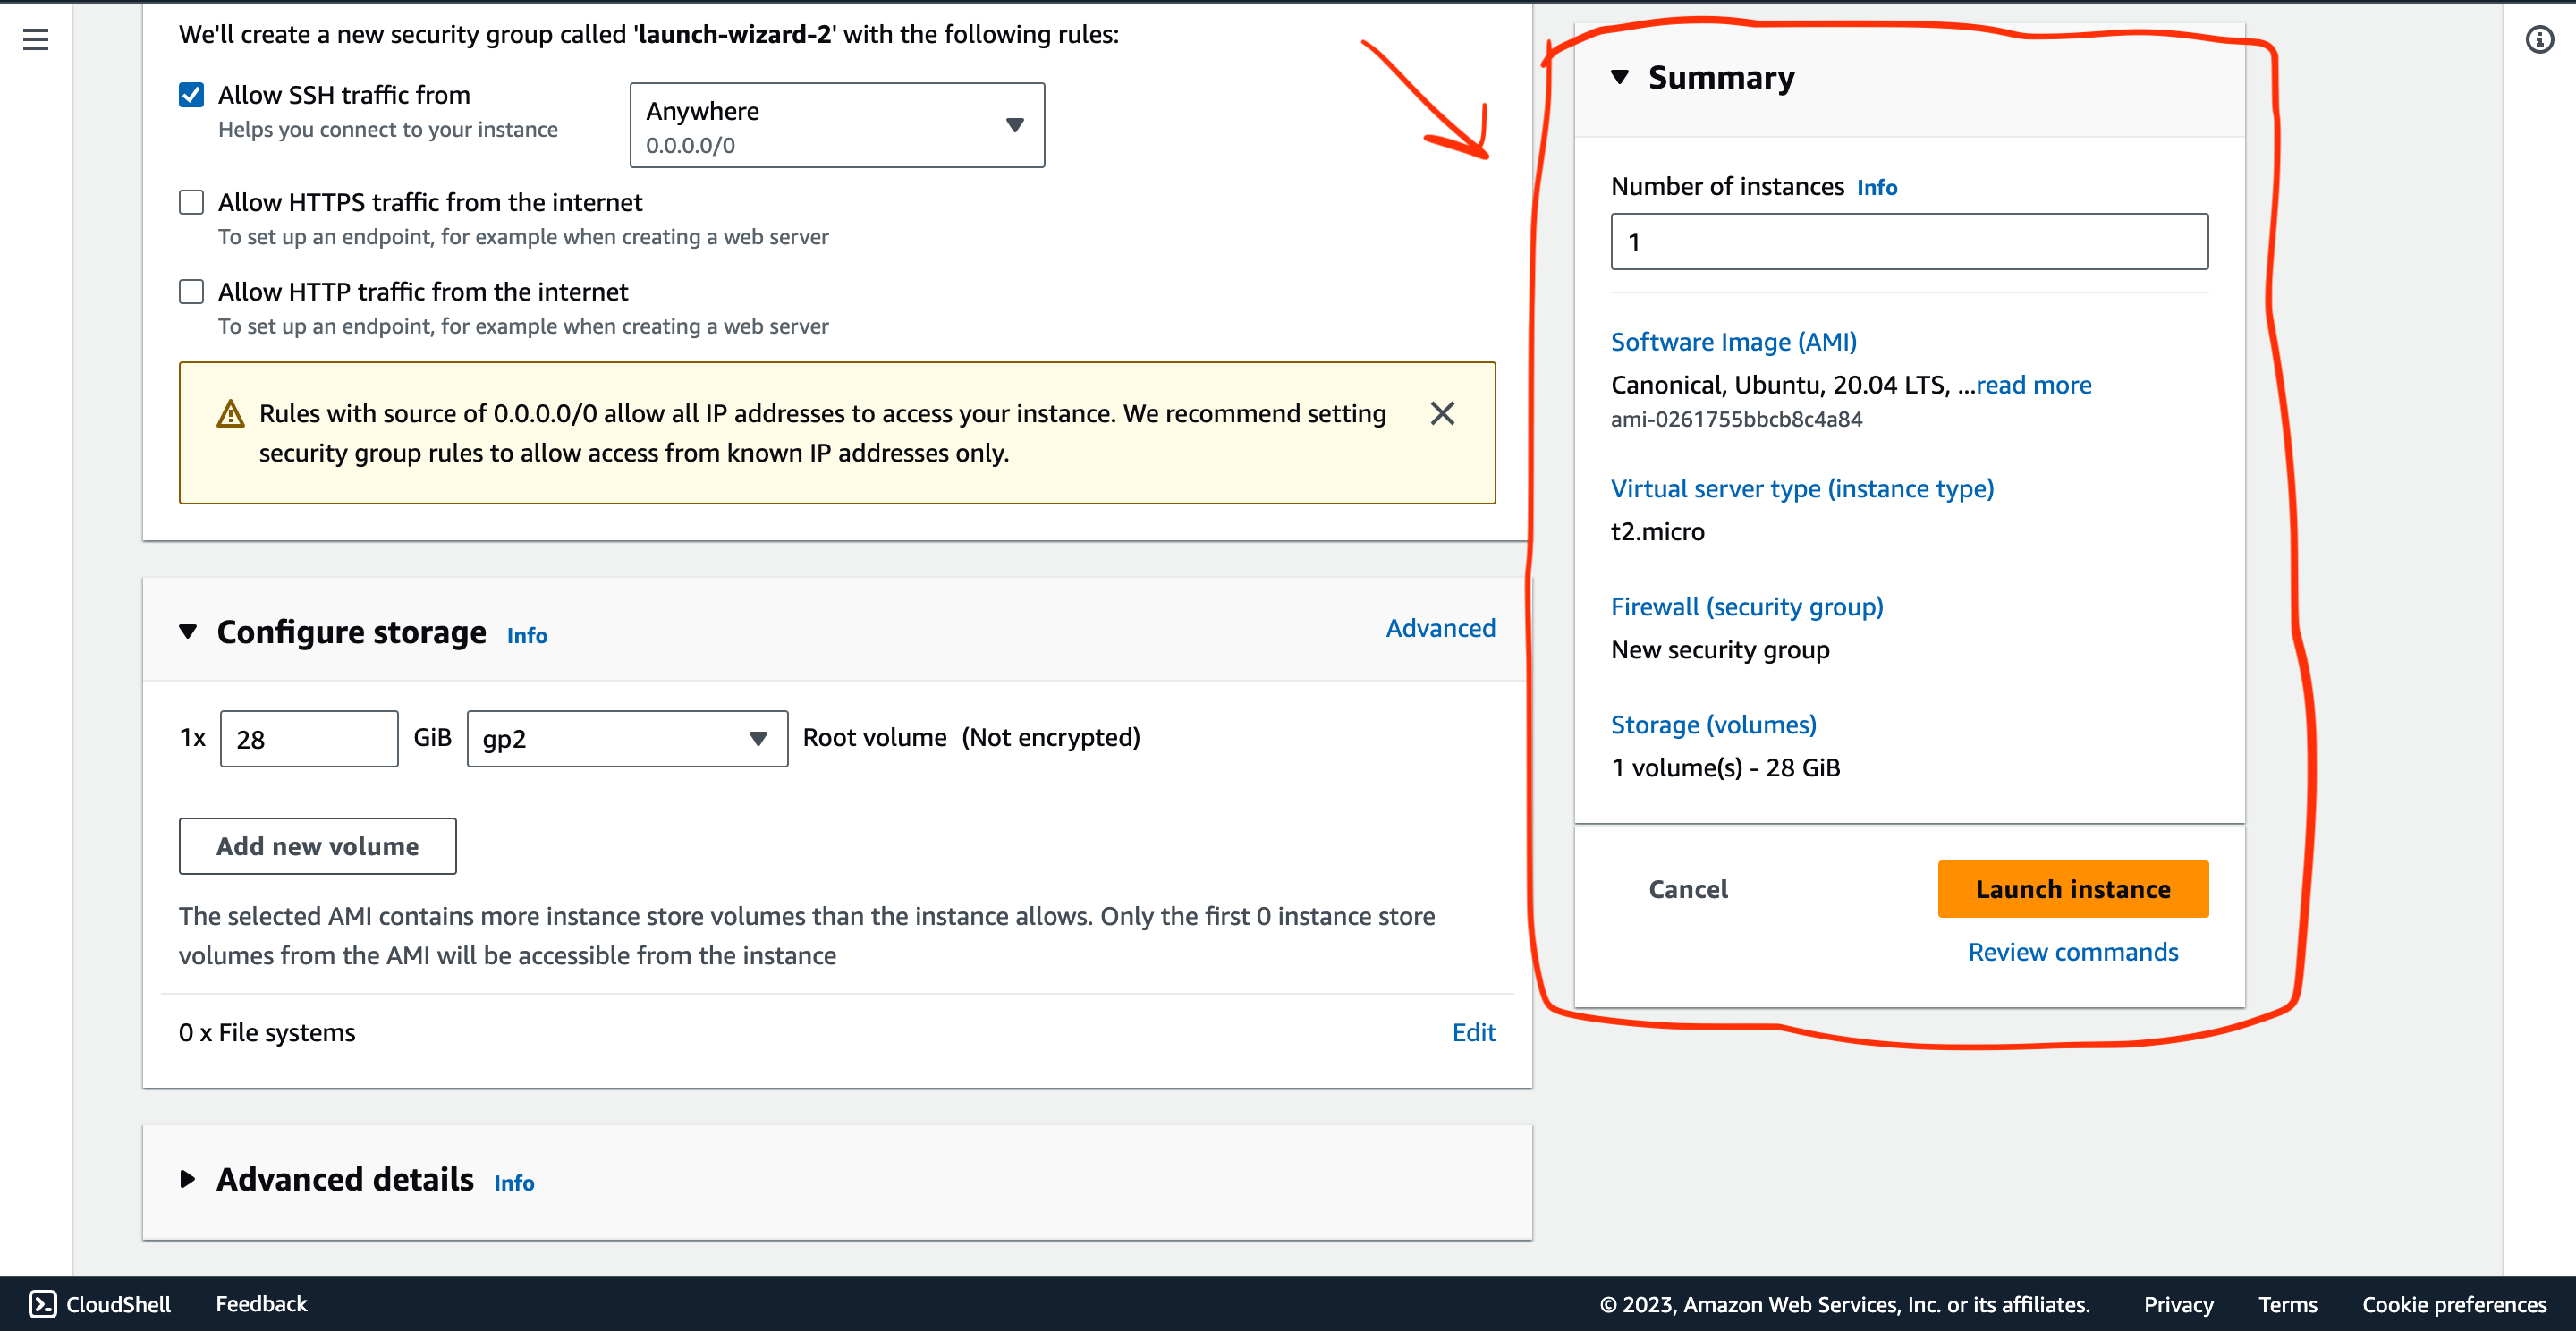 We'll create a new security group called 'launch-wizard-2' with the following rules:
Allow SSH traffic from
Helps you connect to your instance
Anywhere
0.0.0.0/0
Allow HTTPS traffic from the internet
To set up an endpoint, for example when creating a web server
Allow HTTP traffic from the internet
To set up an endpoint, for example when creating a web server
Rules with source of 0.0.0.0/0 allow all IP addresses to access your instance. We recommend setting
security group rules to allow access from known IP addresses only.
Configure storage Info
Advanced
1x 28 GiB gp2 Root volume (Not encrypted)
Add new volume
The selected AMI contains more instance store volumes than the instance allows. Only the first 0 instance store
volumes from the AMI will be accessible from the instance
0 x File systems
Edit
Advanced details Info
Summary
Number of instances Info
1
Software Image (AMI)
Canonical, Ubuntu, 20.04 LTS, ...read more
ami-0261755bbcb8c4a84
Virtual server type (instance type)
t2.micro
Firewall (security group)
New security group
Storage (volumes)
1 volume(s) - 28 GiB
Cancel
Launch instance
Review commands
CloudShell
Feedback
© 2023, Amazon Web Services, Inc. or its affiliates.
Privacy
Terms
Cookie preferences